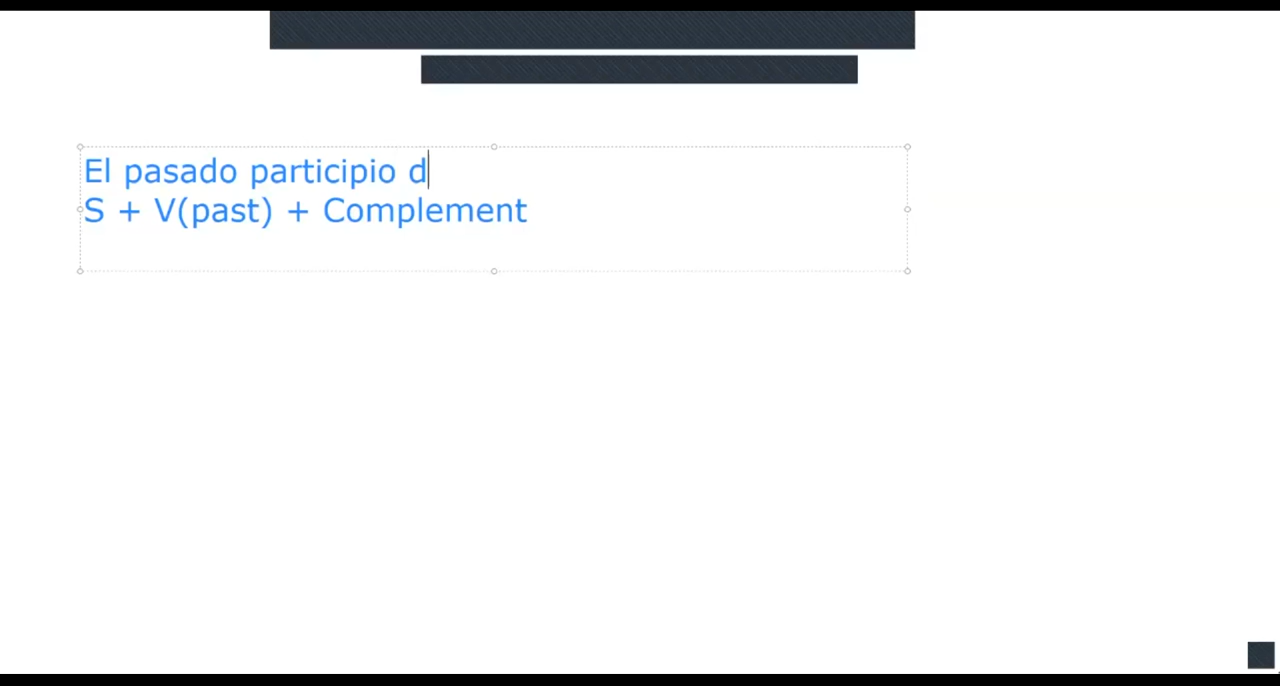 El pasado participio d
S + V(past) + Complement